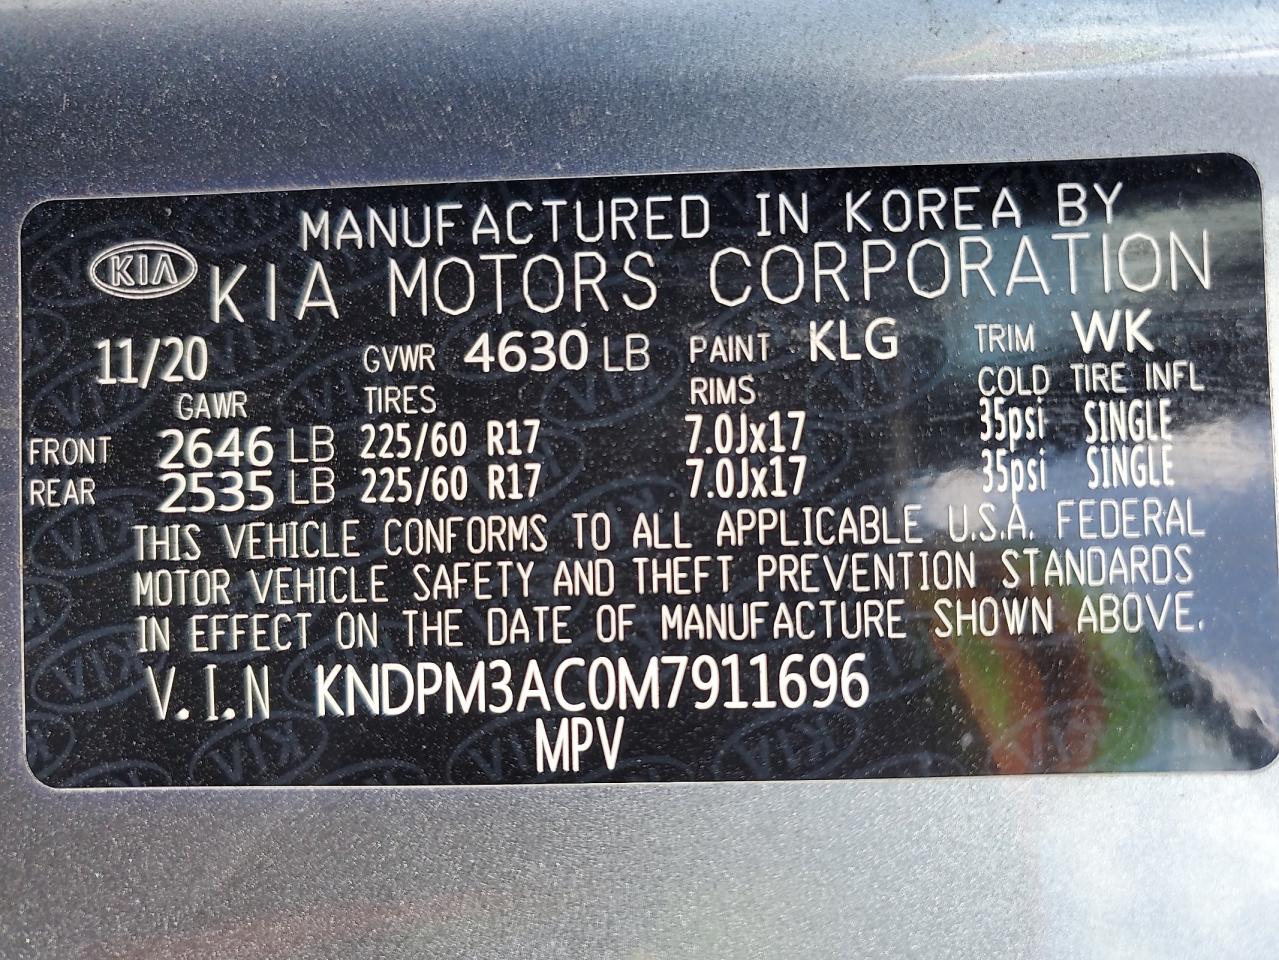 MANUFACTURED IN KOREA BY
KIA KIA MOTORS CORPORATION
11/20 GVWR 4630 LB PAINT KLG TRIM WK
GAWR TIRES RIMS COLD TIRE INFL
FRONT 2646 LB 225/60 R17 7.0Jx17 35psi SINGLE
REAR 2535 LB 225/60 R17 7.0Jx17 35psi SINGLE
THIS VEHICLE CONFORMS TO ALL APPLICABLE U.S.A. FEDERAL
MOTOR VEHICLE SAFETY AND THEFT PREVENTION STANDARDS
IN EFFECT ON THE DATE OF MANUFACTURE SHOWN ABOVE.
V.I.N KNDPM3AC0M7911696
MPV